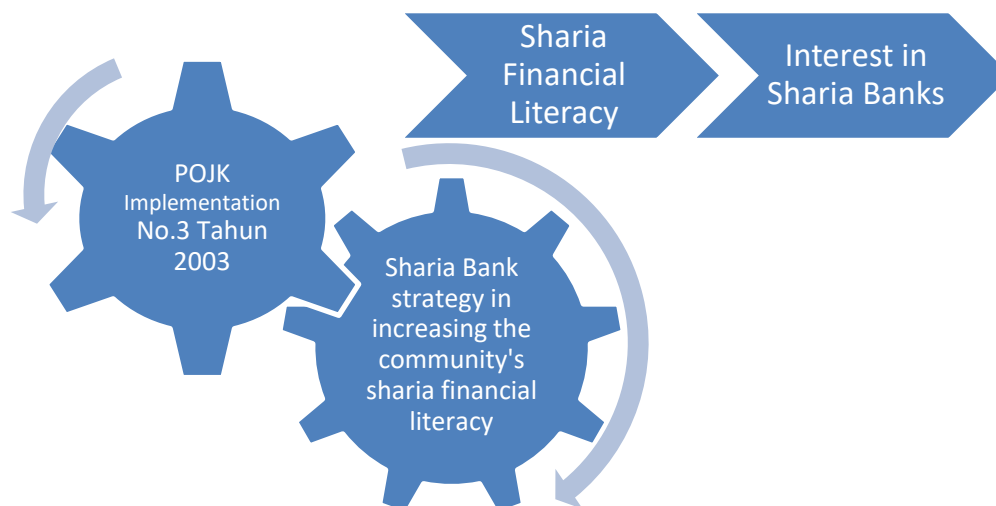 Sharia
Financial
Literacy
Interest in
Sharia Banks
POJK
Implementation
No.3 Tahun
2003
Sharia Bank
strategy in
increasing the
community's
sharia financial
literacy